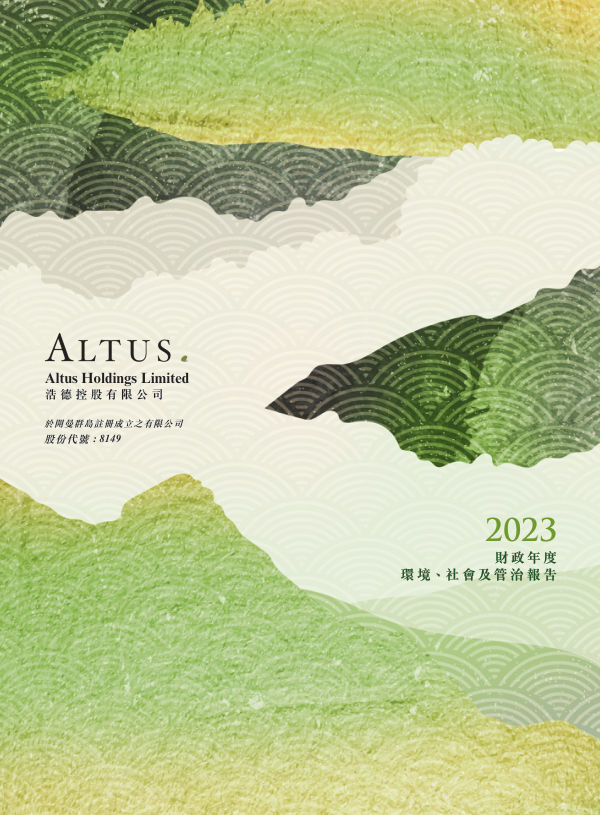 ALTUS.
Altus Holdings Limited
浩德控股有限公司
於開曼群島註冊成立之有限公司
股份代號：8149
2023
財政年度
環境、社會及管治報告